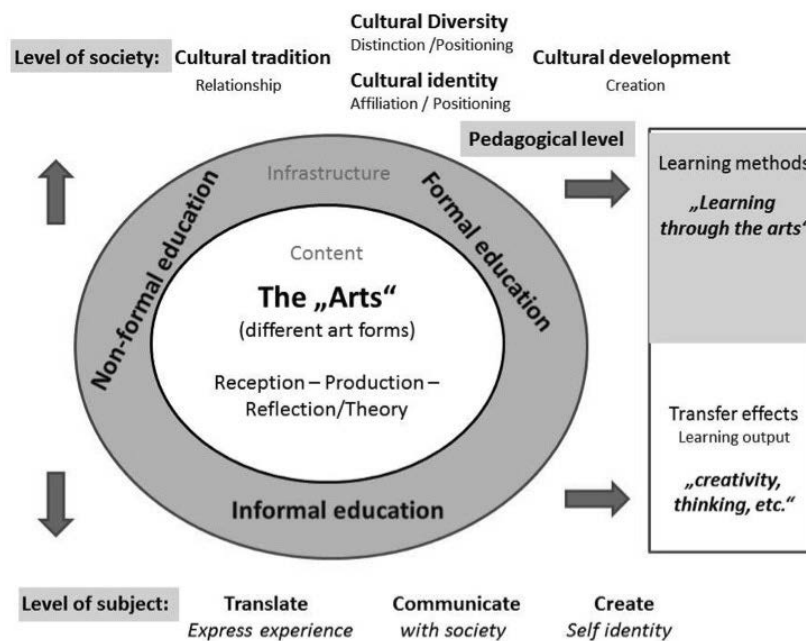 Cultural Diversity
Distinction /Positioning
Level of society:
Cultural tradition
Relationship
Cultural identity
Affiliation / Positioning
Cultural development
Creation
Pedagogical level
Infrastructure
Non-formal education
Formal education
Informal education
Content
The „Arts“
(different art forms)
Reception – Production –
Reflection/Theory
Learning methods
„Learning
through the arts“
Transfer effects
Learning output
„creativity,
thinking, etc.“
Level of subject:
Translate
Express experience
Communicate
with society
Create
Self identity